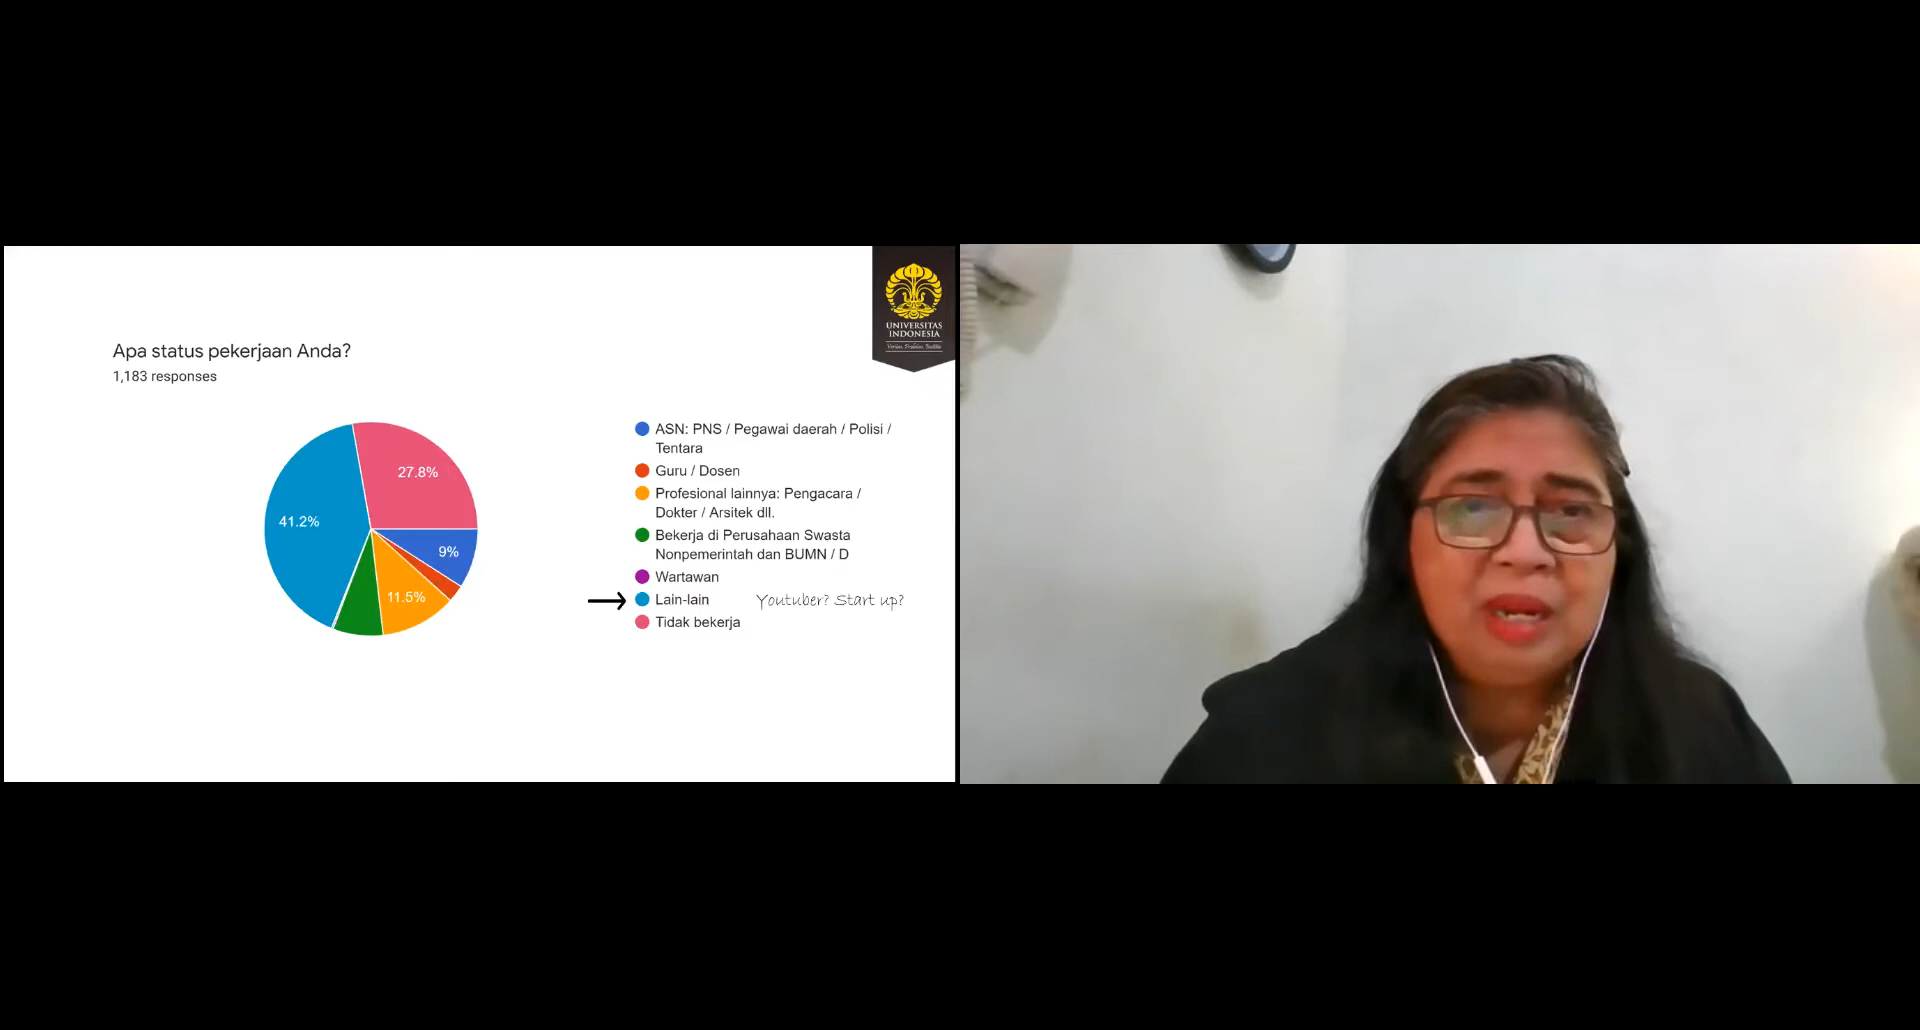 UNIVERSITAS
INDONESIA
Apa status pekerjaan Anda?
1,183 responses
27.8%
41.2%
9%
11.5%
ASN: PNS / Pegawai daerah / Polisi /
Tentara
Guru / Dosen
Profesional lainnya: Pengacara /
Dokter / Arsitek dll.
Bekerja di Perusahaan Swasta
Nonpemerintah dan BUMN / D
Wartawan
Lain-lain Youtuber? Start up?
Tidak bekerja